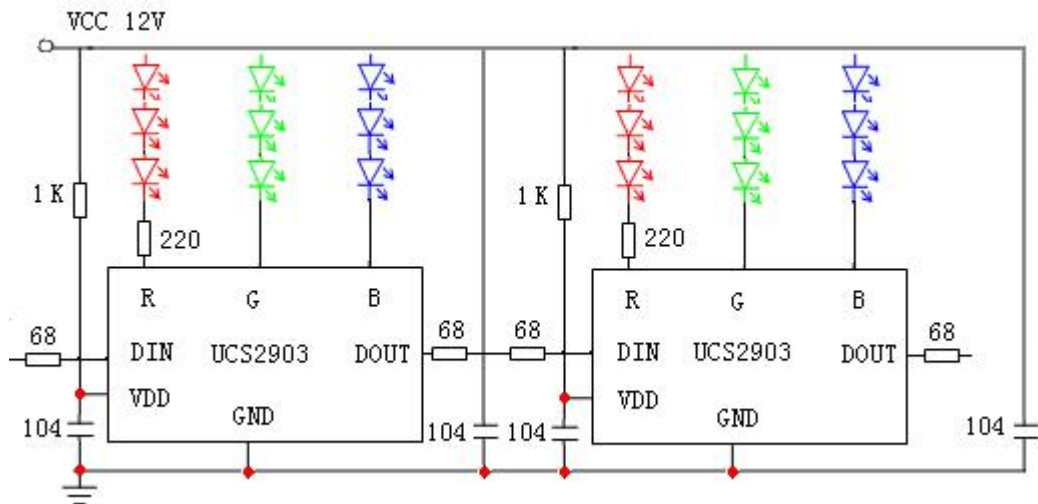 VCC 12V
1K 1K
220 220
R G B R G B
68 68 68 68
DIN UCS2903 DOUT DIN UCS2903 DOUT
VDD VDD
GND GND
104 104 104 104